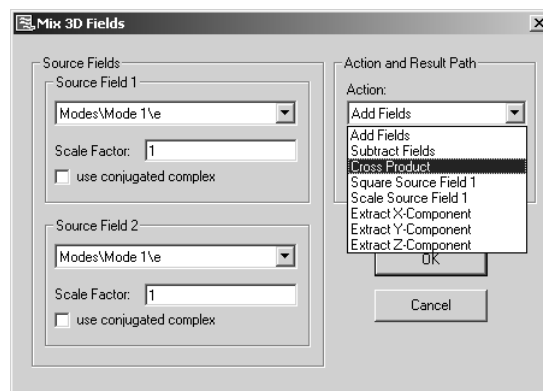 Mix 3D Fields
Source Fields
Source Field 1
Modes\Mode 1\e
Scale Factor: 1
use conjugated complex
Source Field 2
Modes\Mode 1\e
Scale Factor: 1
use conjugated complex
Action and Result Path
Action:
Add Fields
Add Fields
Subtract Fields
Cross Product
Square Source Field 1
Scale Source Field 1
Extract X-Component
Extract Y-Component
Extract Z-Component
OK
Cancel